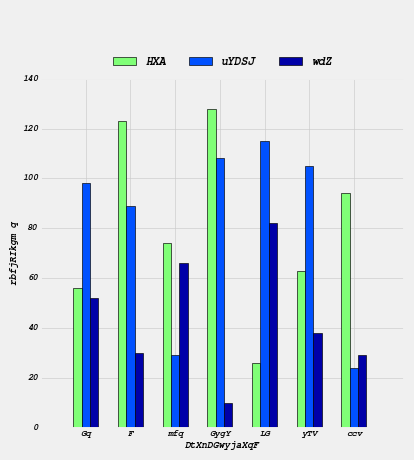 HXA uYDSJ wdZ
140
120
100
80
60
40
20
0
rbfjRIkgm q
Gq F mfq GygY LG yTV ccv
DtXnDGwyjaXqF